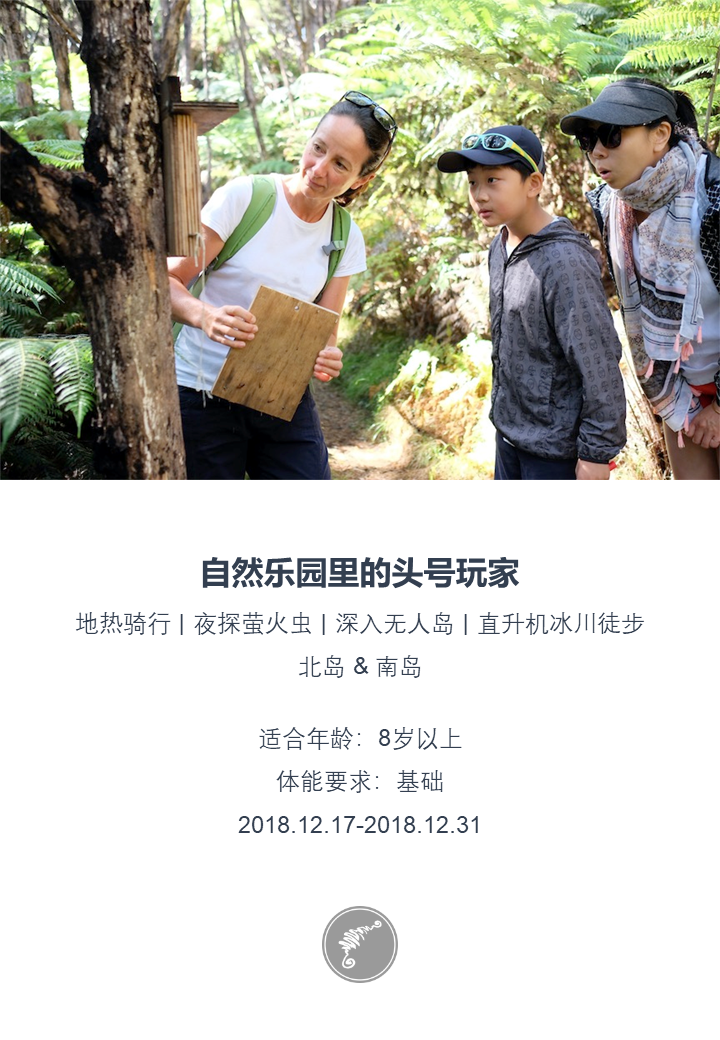 自然乐园里的头号玩家
地热骑行 | 夜探萤火虫 | 深入无人岛 | 直升机冰川徒步
北岛 & 南岛
适合年龄：8岁以上
体能要求：基础
2018.12.17-2018.12.31